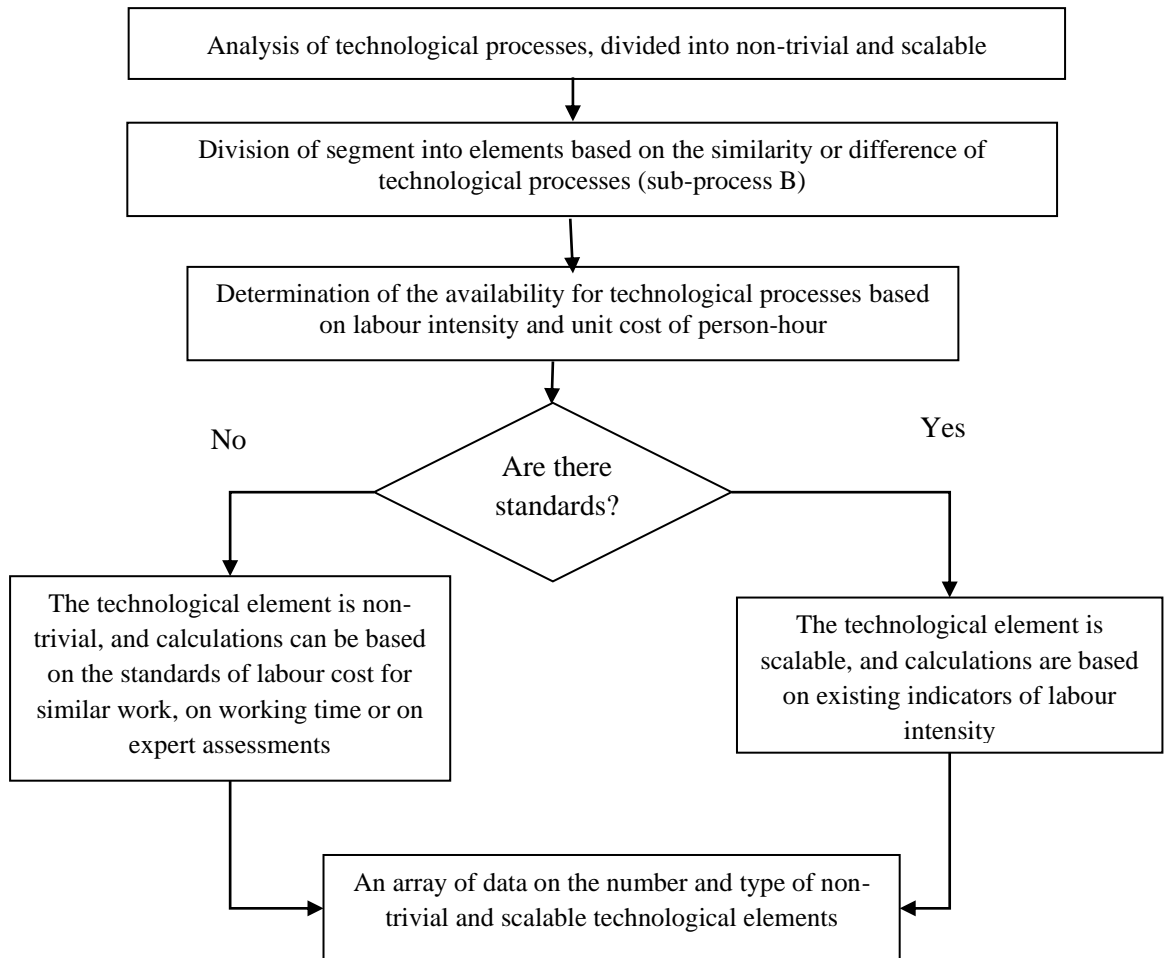 Analysis of technological processes, divided into non-trivial and scalable
Division of segment into elements based on the similarity or difference of
technological processes (sub-process B)
Determination of the availability for technological processes based
on labour intensity and unit cost of person-hour
No
Yes
Are there
standards?
The technological element is non-
trivial, and calculations can be based
on the standards of labour cost for
similar work, on working time or on
expert assessments
The technological element is
scalable, and calculations are based
on existing indicators of labour
intensity
An array of data on the number and type of non-
trivial and scalable technological elements